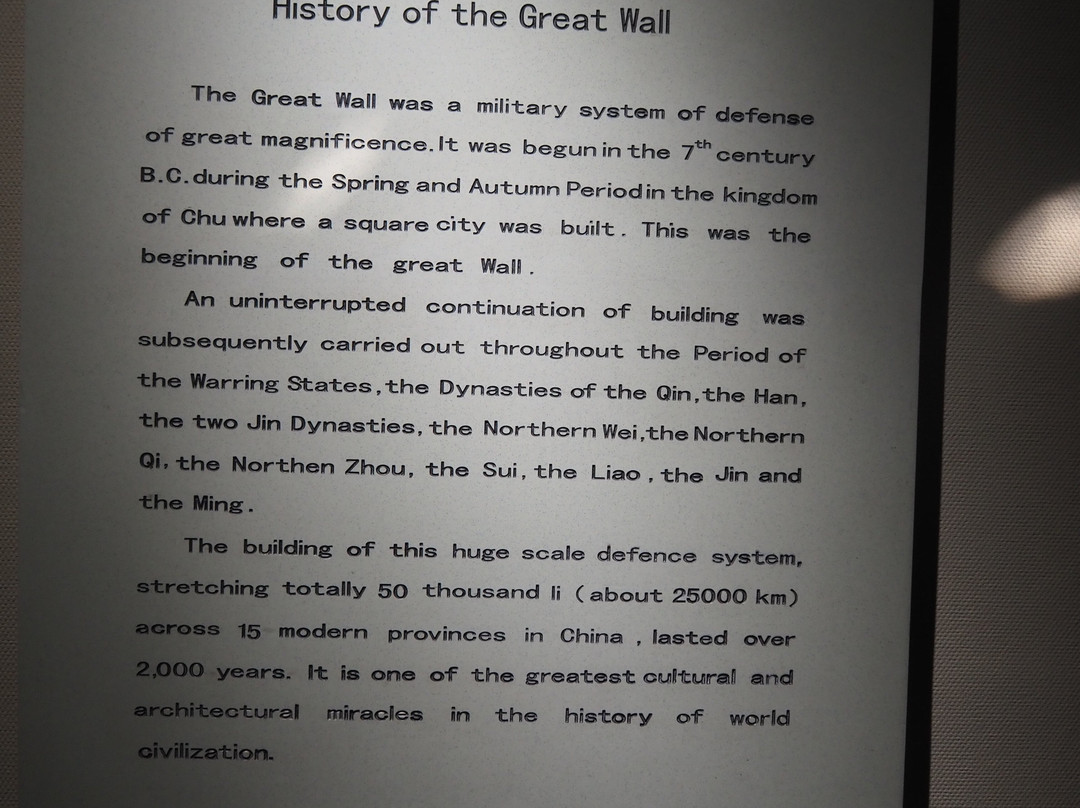 History of the Great Wall
The Great Wall was a military system of defense
of great magnificence. It was begun in the 7th century
B.C. during the Spring and Autumn Period in the kingdom
of Chu where a square city was built. This was the
beginning of the great Wall.
An uninterrupted continuation of building was
subsequently carried out throughout the Period of
the Warring States, the Dynasties of the Qin, the Han,
the two Jin Dynasties, the Northern Wei, the Northern
Qi, the Northen Zhou, the Sui, the Liao, the Jin and
the Ming.
The building of this huge scale defence system,
stretching totally 50 thousand li (about 25000 km)
across 15 modern provinces in China, lasted over
2,000 years. It is one of the greatest cultural and
architectural miracles in the history of world
civilization.